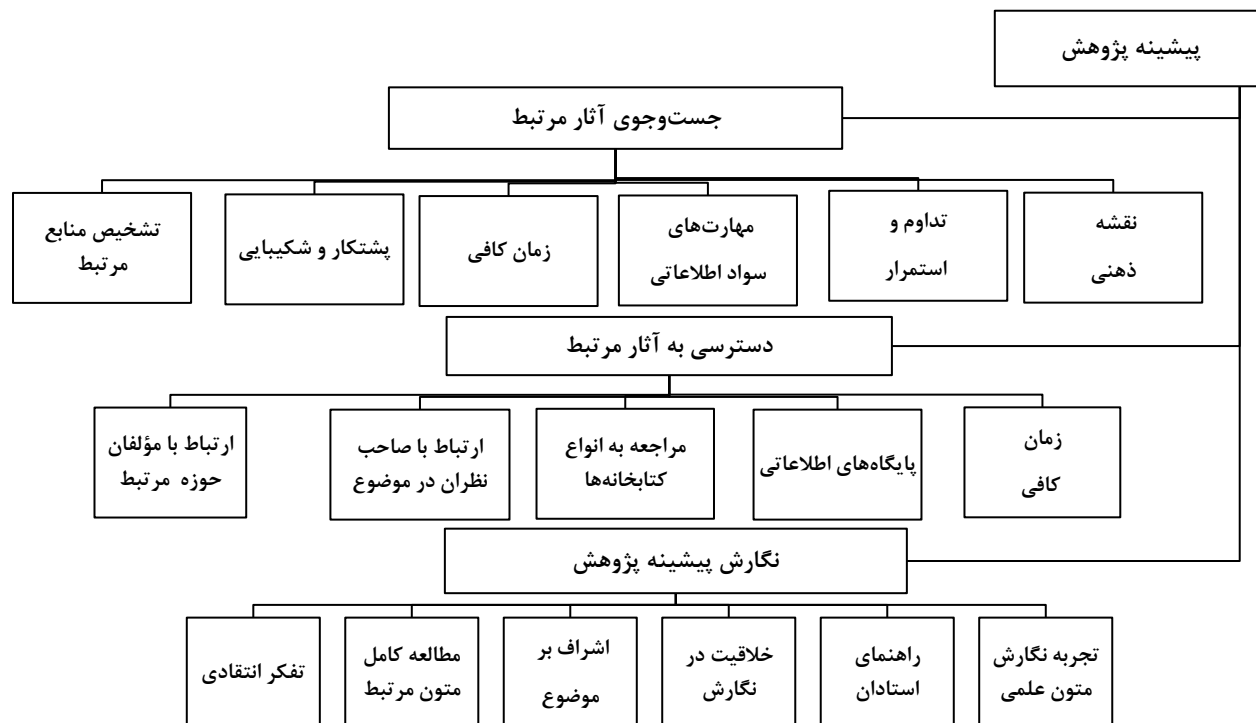 پیشینه پژوهش
جست‌وجوی آثار مرتبط
نقشه
ذهنی
تداوم و
استمرار
مهارت‌های
سواد اطلاعاتی
زمان کافی
پشتکار و شکیبایی
تشخیص منابع
مرتبط
دسترسی به آثار مرتبط
زمان
کافی
پایگاه‌های اطلاعاتی
مراجعه به انواع
کتابخانه‌ها
ارتباط با صاحب
نظران در موضوع
ارتباط با مؤلفان
حوزه مرتبط
نگارش پیشینه پژوهش
تجربه نگارش
متون علمی
راهنمای
استادان
خلاقیت در
نگارش
اشراف بر
موضوع
مطالعه کامل
متون مرتبط
تفکر انتقادی